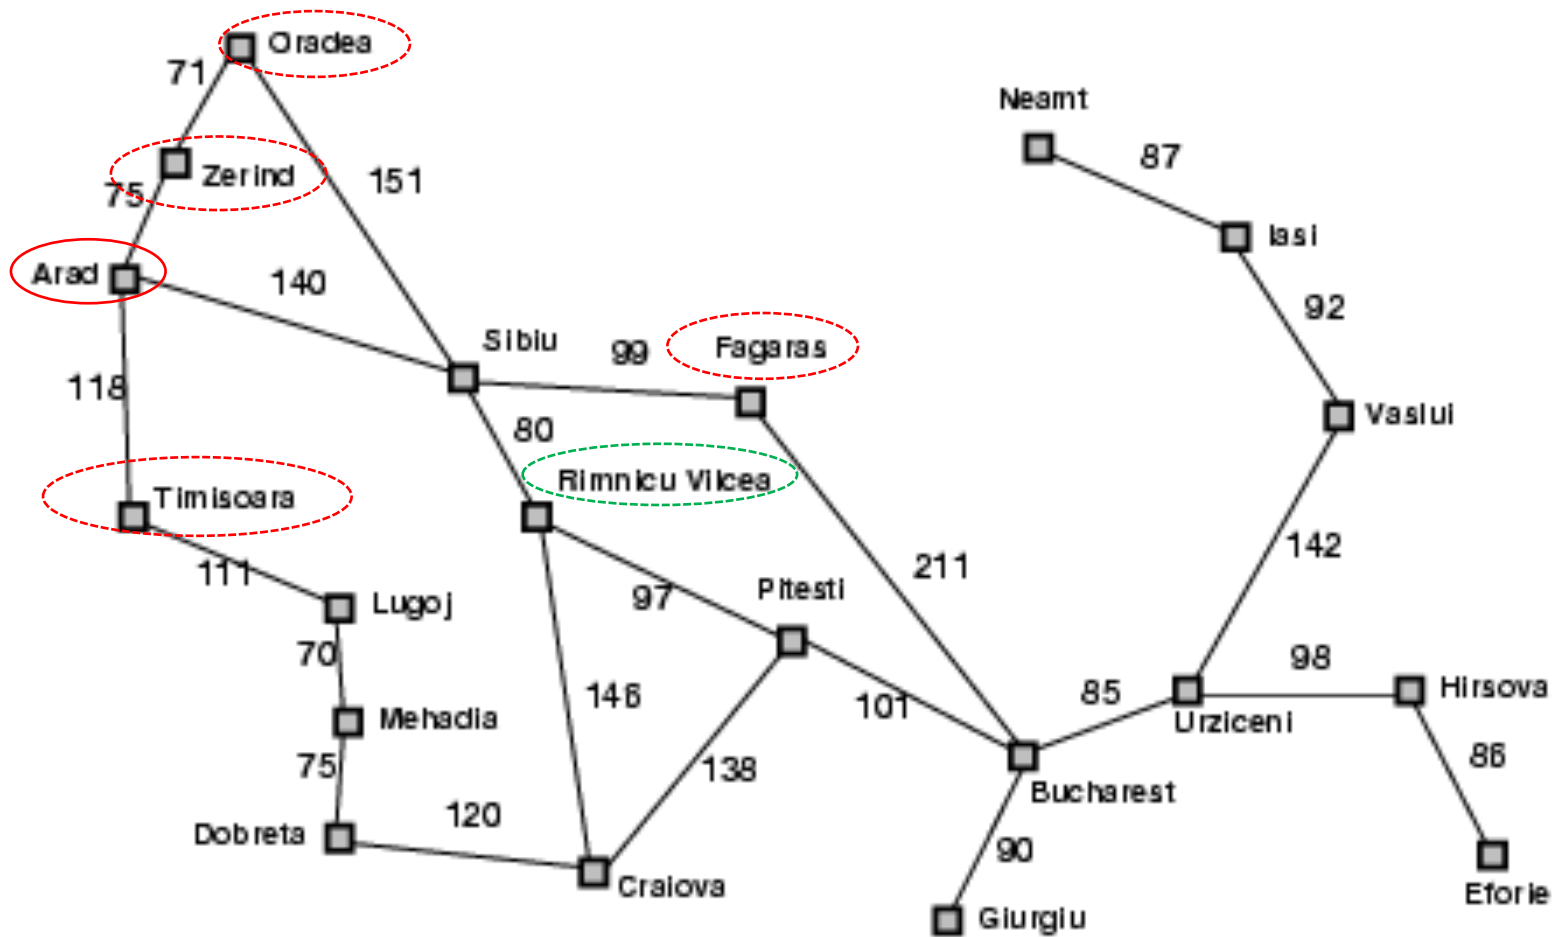 Oradea
71
Neamt
87
Zerind
151
75
Iasi
Arad
140
92
Sibiu
99
Fagaras
118
Vaslui
80
Rimnicu Vilcea
Timisoara
142
111
211
97
Pitesti
Lugoj
70
98
146
85
Hirsova
101
Mehadia
Urziceni
75
138
86
Bucharest
120
Dobreta
90
Craiova
Eforie
Giurgiu